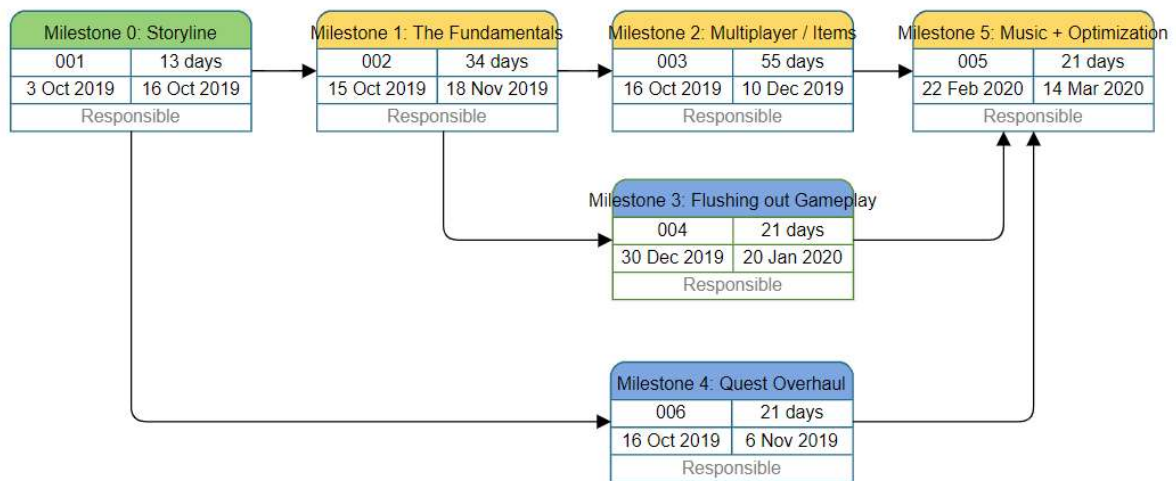 Milestone 0: Storyline
001 13 days
3 Oct 2019 16 Oct 2019
Responsible
Milestone 1: The Fundamentals
002 34 days
15 Oct 2019 18 Nov 2019
Responsible
Milestone 2: Multiplayer / Items
003 55 days
16 Oct 2019 10 Dec 2019
Responsible
Milestone 5: Music + Optimization
005 21 days
22 Feb 2020 14 Mar 2020
Responsible
Milestone 3: Flushing out Gameplay
004 21 days
30 Dec 2019 20 Jan 2020
Responsible
Milestone 4: Quest Overhaul
006 21 days
16 Oct 2019 6 Nov 2019
Responsible